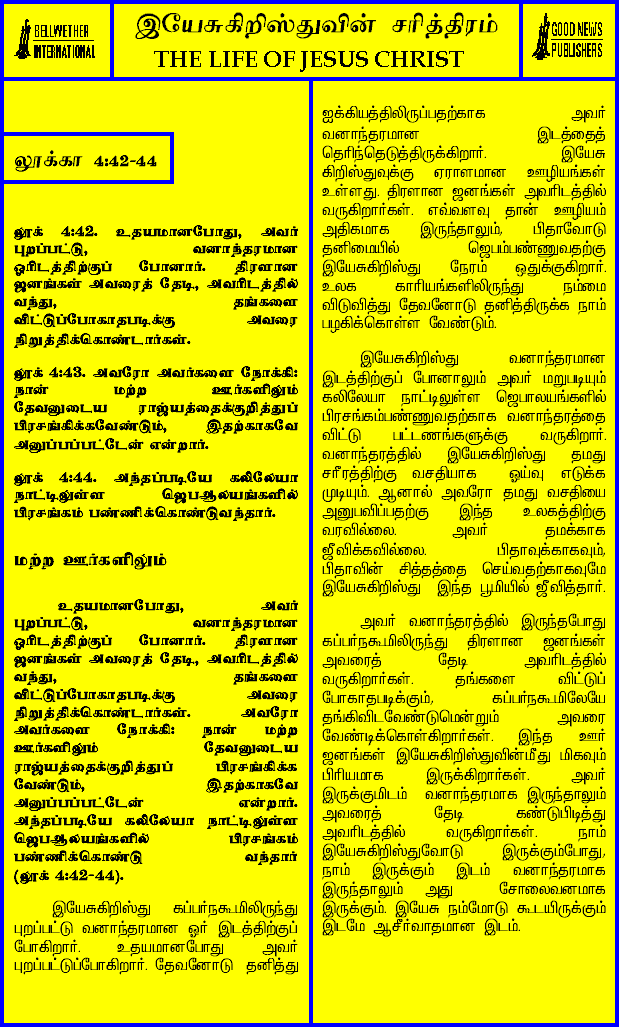 BELLWETHER
INTERNATIONAL
இயேசுகிறிஸ்துவின் சரித்திரம்
THE LIFE OF JESUS CHRIST
GOOD NEWS
PUBLISHERS
லூக்கா 4:42-44
லூக் 4:42. உதயமானபோது, அவர்
புறப்பட்டு, வனாந்தரமான
ஓரிடத்திற்குப் போனார். திரளான
ஜனங்கள் அவரைத் தேடி, அவரிடத்தில்
வந்து, தங்களை
விட்டுப்போகாதபடிக்கு அவரை
நிறுத்திக்கொண்டார்கள்.
லூக் 4:43. அவரோ அவர்களை நோக்கி:
நான் மற்ற ஊர்களிலும்
தேவனுடைய ராஜ்யத்தைக்குறித்துப்
பிரசங்கிக்கவேண்டும், இதற்காகவே
அனுப்பப்பட்டேன் என்றார்.
லூக் 4:44. அந்தப்படியே கலிலேயா
நாட்டிலுள்ள ஜெபஆலயங்களில்
பிரசங்கம் பண்ணிக்கொண்டுவந்தார்.
மற்ற ஊர்களிலும்
உதயமானபோது, அவர்
புறப்பட்டு, வனாந்தரமான
ஓரிடத்திற்குப் போனார். திரளான
ஜனங்கள் அவரைத் தேடி, அவரிடத்தில்
வந்து, தங்களை
விட்டுப்போகாதபடிக்கு அவரை
நிறுத்திக்கொண்டார்கள். அவரோ
அவர்களை நோக்கி: நான் மற்ற
ஊர்களிலும் தேவனுடைய
ராஜ்யத்தைக்குறித்துப் பிரசங்கிக்க
வேண்டும், இதற்காகவே
அனுப்பப்பட்டேன் என்றார்.
அந்தப்படியே கலிலேயா நாட்டிலுள்ள
ஜெபஆலயங்களில் பிரசங்கம்
பண்ணிக்கொண்டு வந்தார்
(லூக் 4:42-44).
இயேசுகிறிஸ்து கப்பர்நகூமிலிருந்து
புறப்பட்டு வனாந்தரமான ஓர் இடத்திற்குப்
போகிறார். உதயமானபோது அவர்
புறப்பட்டுப்போகிறார். தேவனோடு தனித்து
ஐக்கியத்திலிருப்பதற்காக அவர்
வனாந்தரமான இடத்தைத்
தெரிந்தெடுத்திருக்கிறார். இயேசு
கிறிஸ்துவுக்கு ஏராளமான ஊழியங்கள்
உள்ளது. திரளான ஜனங்கள் அவரிடத்தில்
வருகிறார்கள். எவ்வளவு தான் ஊழியம்
அதிகமாக இருந்தாலும், பிதாவோடு
தனிமையில் ஜெபம்பண்ணுவதற்கு
இயேசுகிறிஸ்து நேரம் ஒதுக்குகிறார்.
உலக காரியங்களிலிருந்து நம்மை
விடுவித்து தேவனோடு தனித்திருக்க நாம்
பழகிக்கொள்ள வேண்டும்.
இயேசுகிறிஸ்து வனாந்தரமான
இடத்திற்குப் போனாலும் அவர் மறுபடியும்
கலிலேயா நாட்டிலுள்ள ஜெபாலயங்களில்
பிரசங்கம்பண்ணுவதற்காக வனாந்தரத்தை
விட்டு பட்டணங்களுக்கு வருகிறார்.
வனாந்தரத்தில் இயேசுகிறிஸ்து தமது
சரீரத்திற்கு வசதியாக ஓய்வு எடுக்க
முடியும். ஆனால் அவரோ தமது வசதியை
அனுபவிப்பதற்கு இந்த உலகத்திற்கு
வரவில்லை. அவர் தமக்காக
ஜீவிக்கவில்லை. பிதாவுக்காகவும்,
பிதாவின் சித்தத்தை செய்வதற்காகவுமே
இயேசுகிறிஸ்து இந்த பூமியில் ஜீவித்தார்.
அவர் வனாந்தரத்தில் இருந்தபோது
கப்பர்நகூமிலிருந்து திரளான ஜனங்கள்
அவரைத் தேடி அவரிடத்தில்
வருகிறார்கள். தங்களை விட்டுப்
போகாதபடிக்கும், கப்பர்நகூமிலேயே
தங்கிவிடவேண்டுமென்றும் அவரை
வேண்டிக்கொள்கிறார்கள். இந்த ஊர்
ஜனங்கள் இயேசுகிறிஸ்துவின்மீது மிகவும்
பிரியமாக இருக்கிறார்கள். அவர்
இருக்குமிடம் வனாந்தரமாக இருந்தாலும்
அவரைத் தேடி கண்டுபிடித்து
அவரிடத்தில் வருகிறார்கள். நாம்
இயேசுகிறிஸ்துவோடு இருக்கும்போது,
நாம் இருக்கும் இடம் வனாந்தரமாக
இருந்தாலும் அது சோலைவனமாக
இருக்கும். இயேசு நம்மோடு கூடயிருக்கும்
இடமே ஆசீர்வாதமான இடம்.